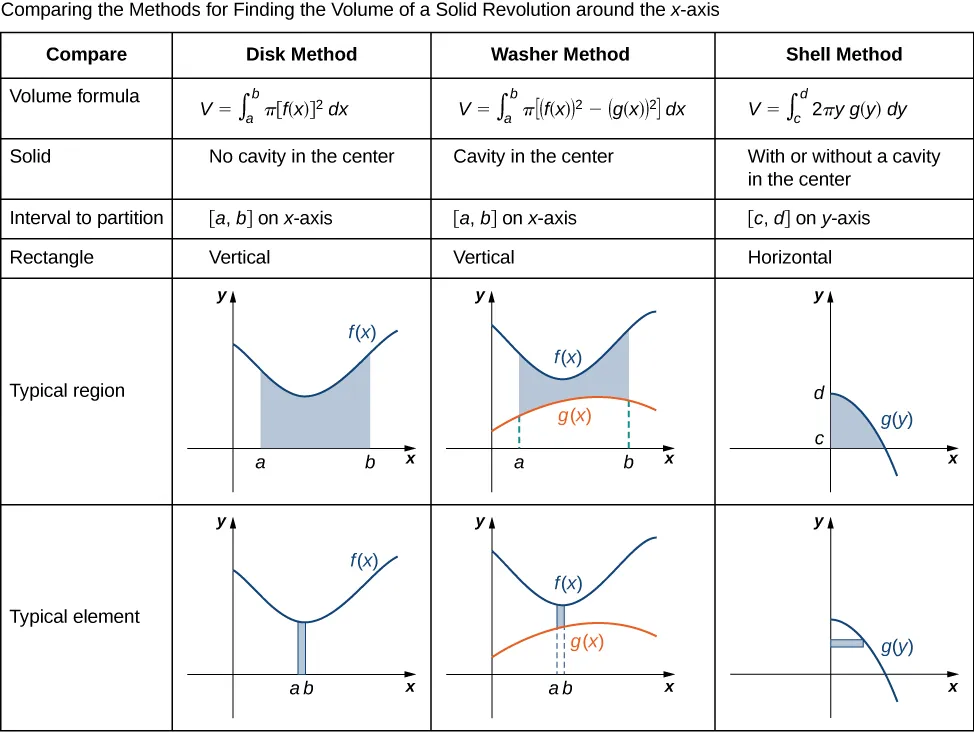 Comparing the Methods for Finding the Volume of a Solid Revolution around the x-axis
Compare Disk Method Washer Method Shell Method
Volume formula V = ∫_a^b π[f(x)]² dx V = ∫_a^b π[(f(x))² − (g(x))²] dx V = ∫_c^d 2πy g(y) dy
Solid No cavity in the center Cavity in the center With or without a cavity
in the center
Interval to partition [a, b] on x-axis [a, b] on x-axis [c, d] on y-axis
Rectangle Vertical Vertical Horizontal
Typical region
y
f(x)
a b x
y
f(x)
g(x)
a b x
y
d
g(y)
c
x
Typical element
y
f(x)
a b x
y
f(x)
g(x)
a b x
y
g(y)
x